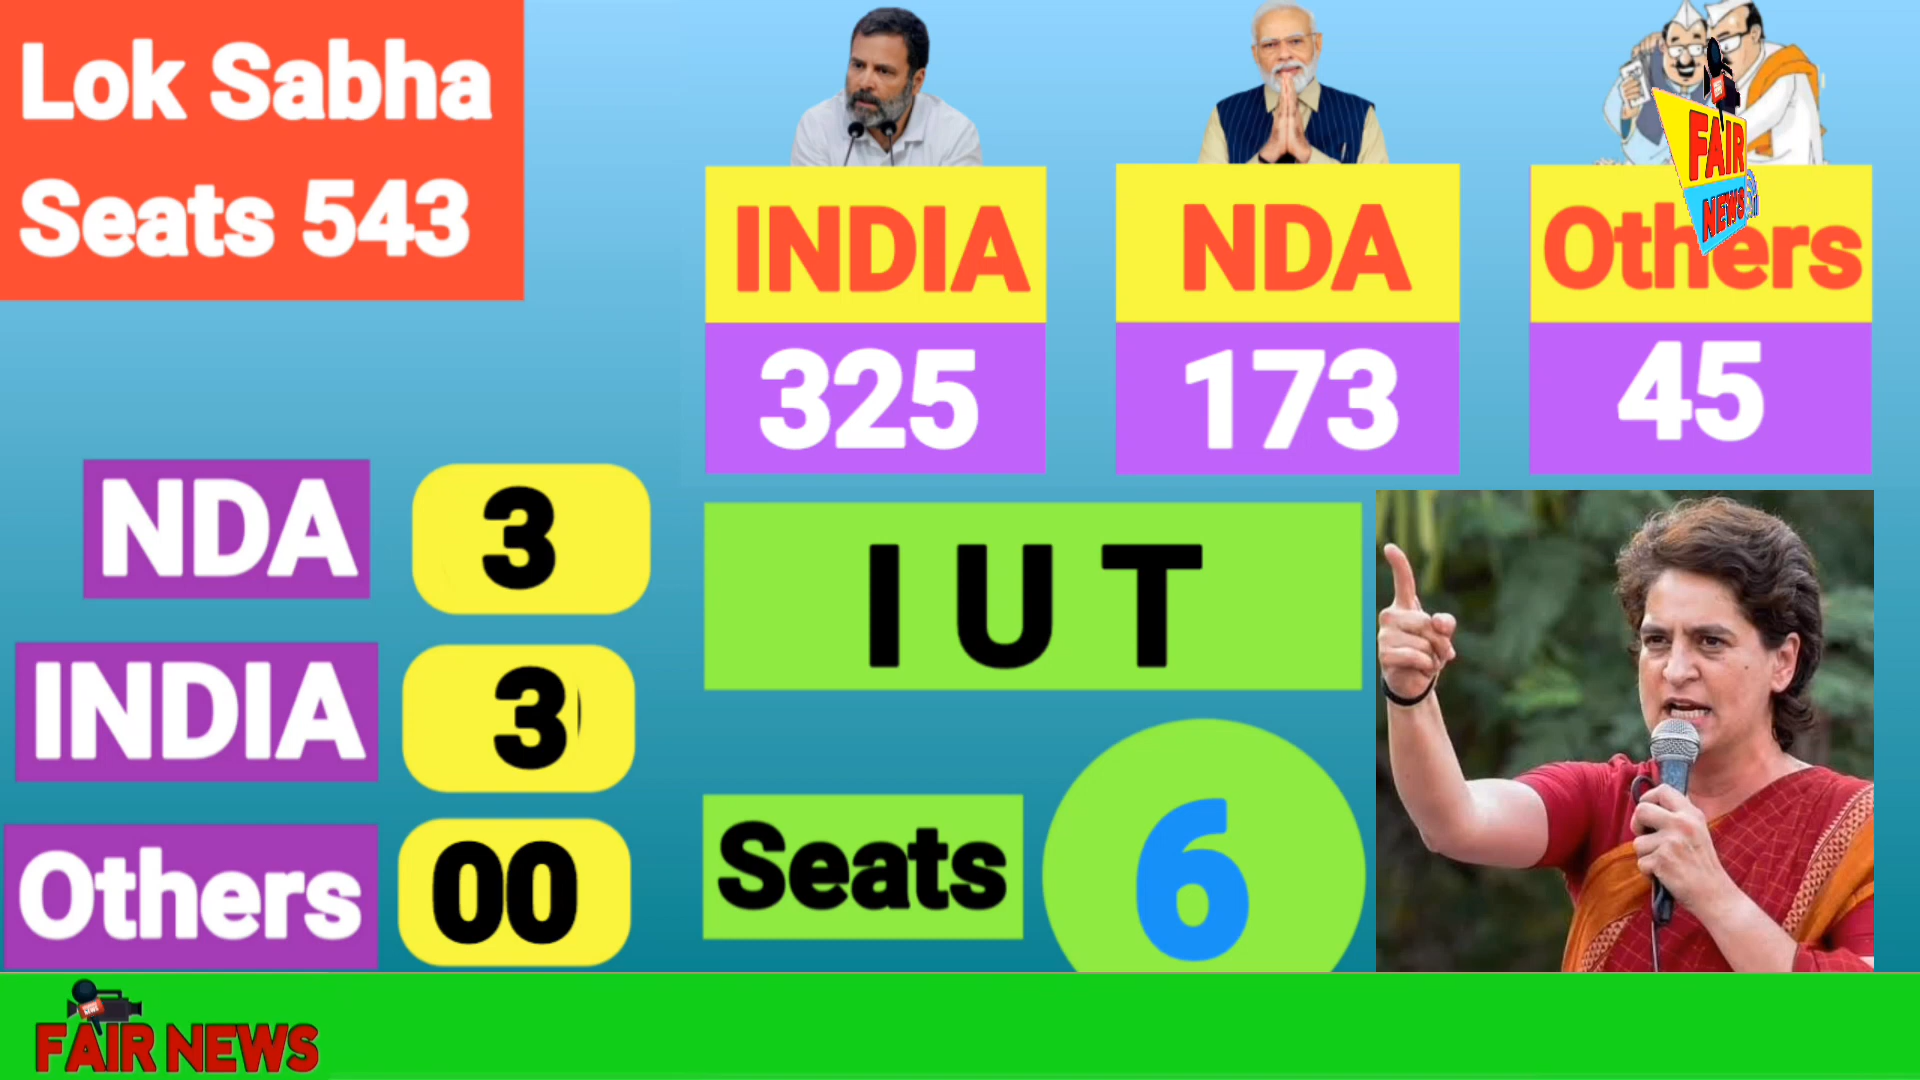 Lok Sabha
Seats 543
INDIA
NDA
Others
325
173
45
FAIR
NEWS
NDA
3
INDIA
3
Others
00
I U T
Seats
6
FAIR NEWS